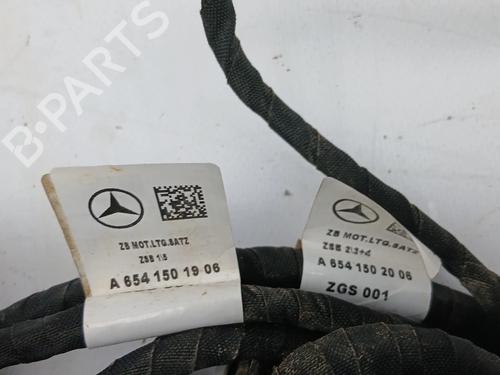 B-PARTS
ZB MOT.LTG.SATZ
ZSB 1/5
A 654 150 19 06
ZB MOT.LTG.SATZ
ZSB 2/3+4
A 654 150 20 06
ZGS 001